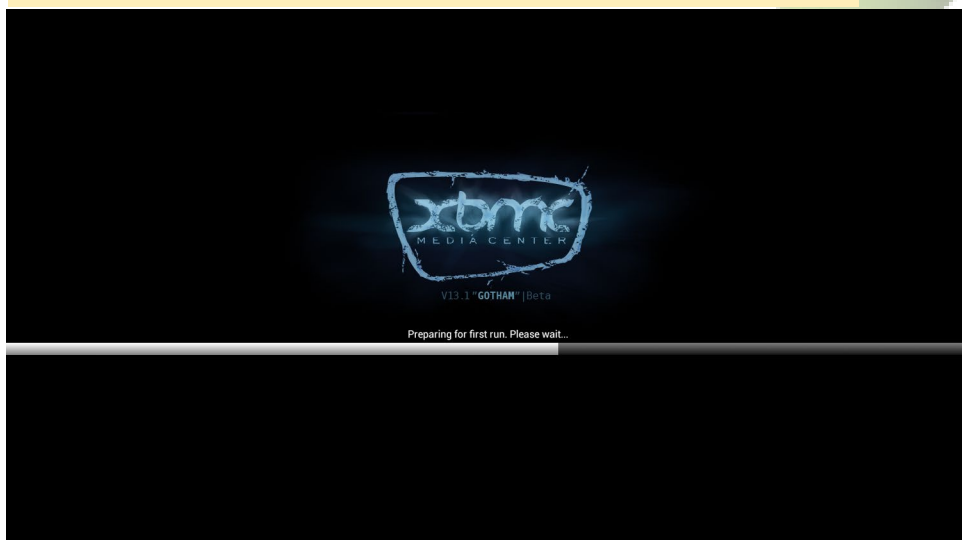 xbmc
MEDIA CENTER
V13.1 "GOTHAM" | Beta
Preparing for first run. Please wait...